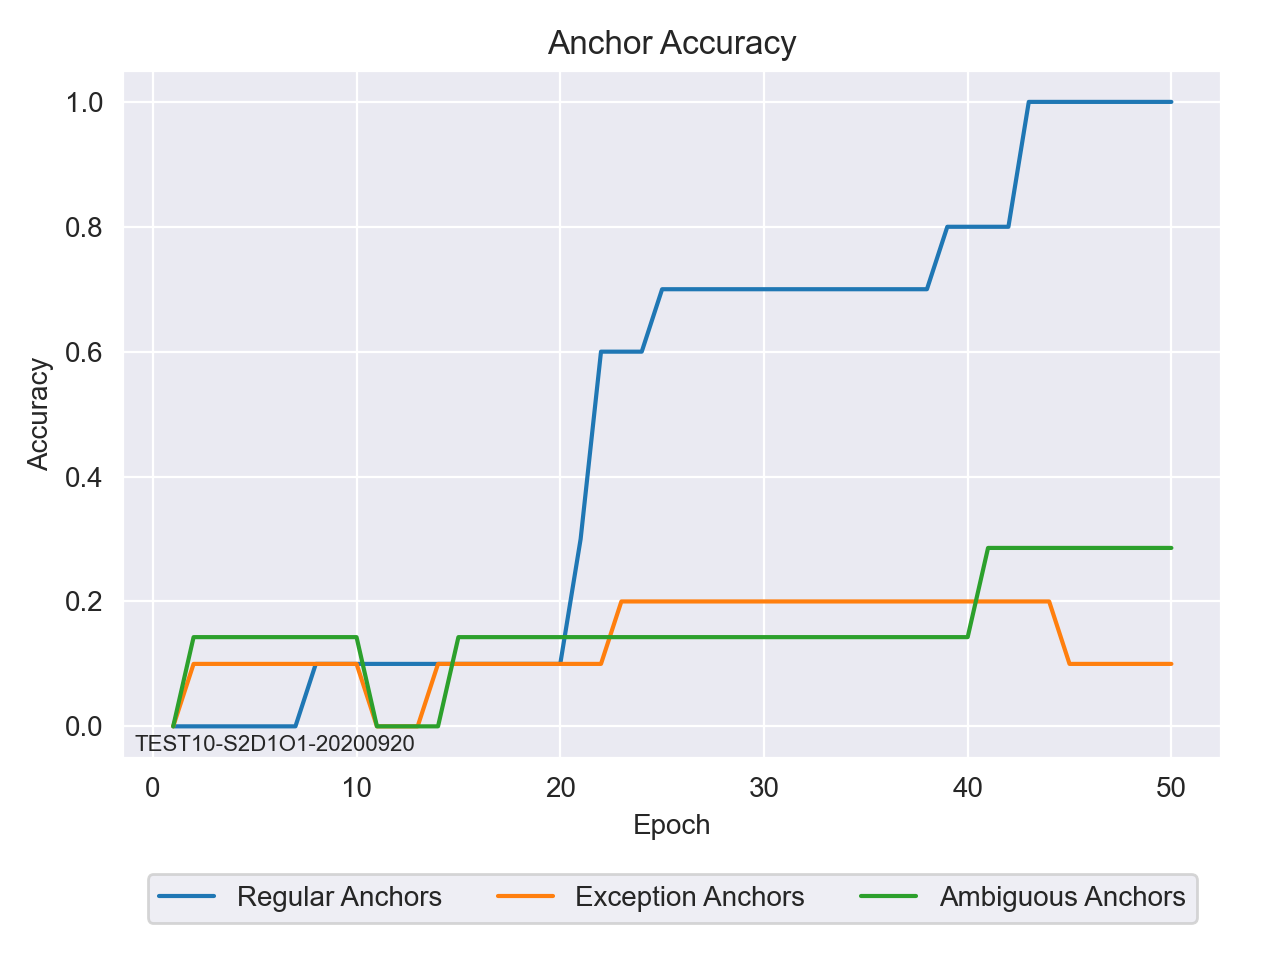 Anchor Accuracy
1.0
0.8
0.6
0.4
0.2
0.0
Accuracy
TEST10-S2D1O1-20200920
0 10 20 30 40 50
Epoch
Regular Anchors Exception Anchors Ambiguous Anchors